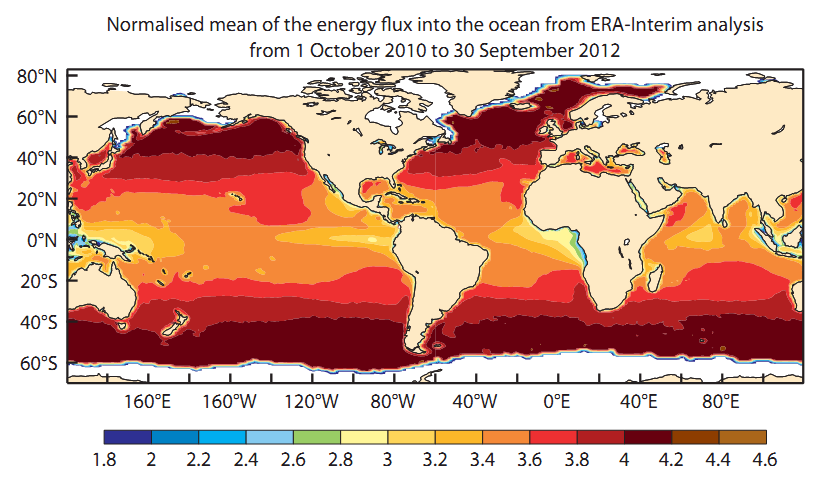 Normalised mean of the energy flux into the ocean from ERA-Interim analysis
from 1 October 2010 to 30 September 2012
80°N
60°N
40°N
20°N
0°N
20°S
40°S
60°S
160°E 160°W 120°W 80°W 40°W 0°E 40°E 80°E
1.8 2 2.2 2.4 2.6 2.8 3 3.2 3.4 3.6 3.8 4 4.2 4.4 4.6